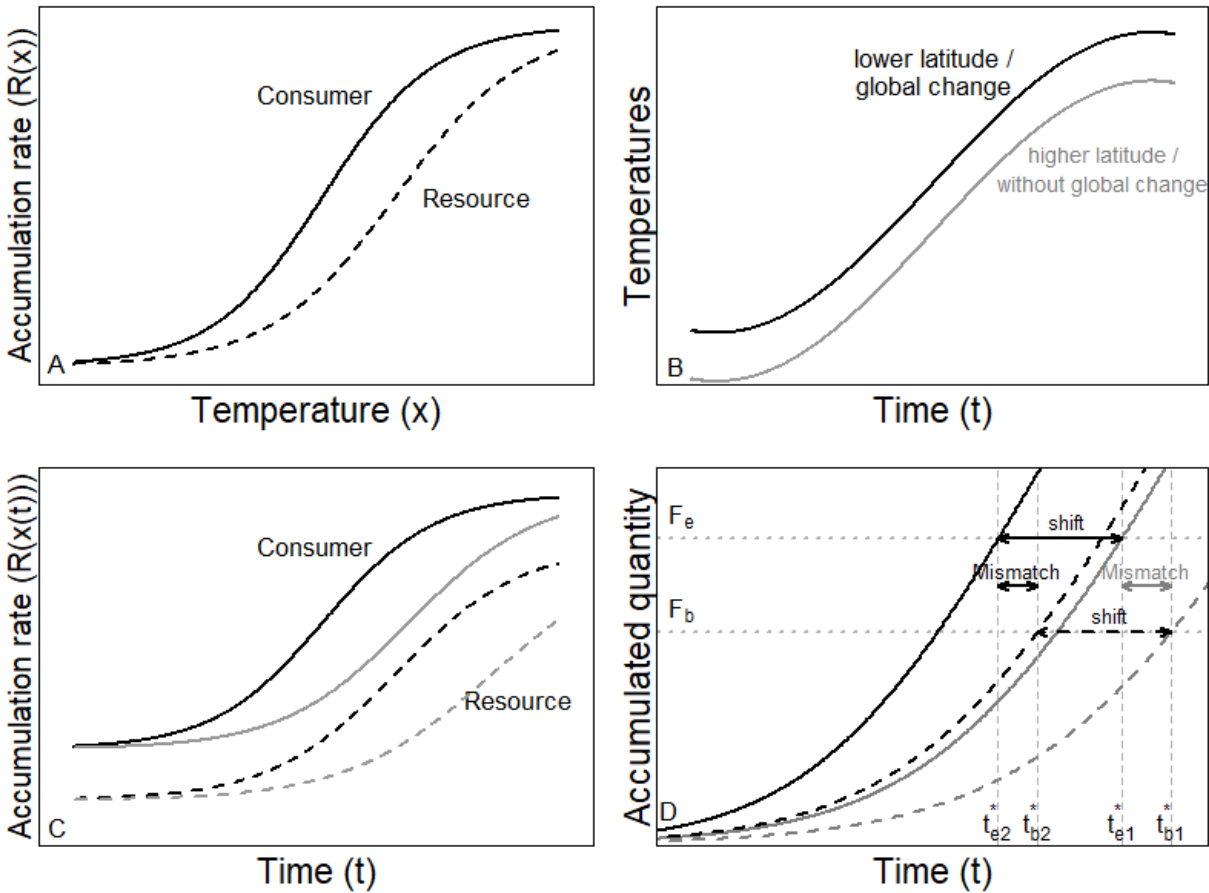 Accumulation rate (R(x))
Consumer
Resource
A
Temperature (x)
Temperatures
lower latitude /
global change
higher latitude /
without global change
B
Time (t)
Accumulation rate (R(x(t)))
Consumer
Resource
C
Time (t)
Accumulated quantity
Fe
shift
Mismatch
Mismatch
Fb
shift
D
t*e2
t*b2
t*e1
t*b1
Time (t)